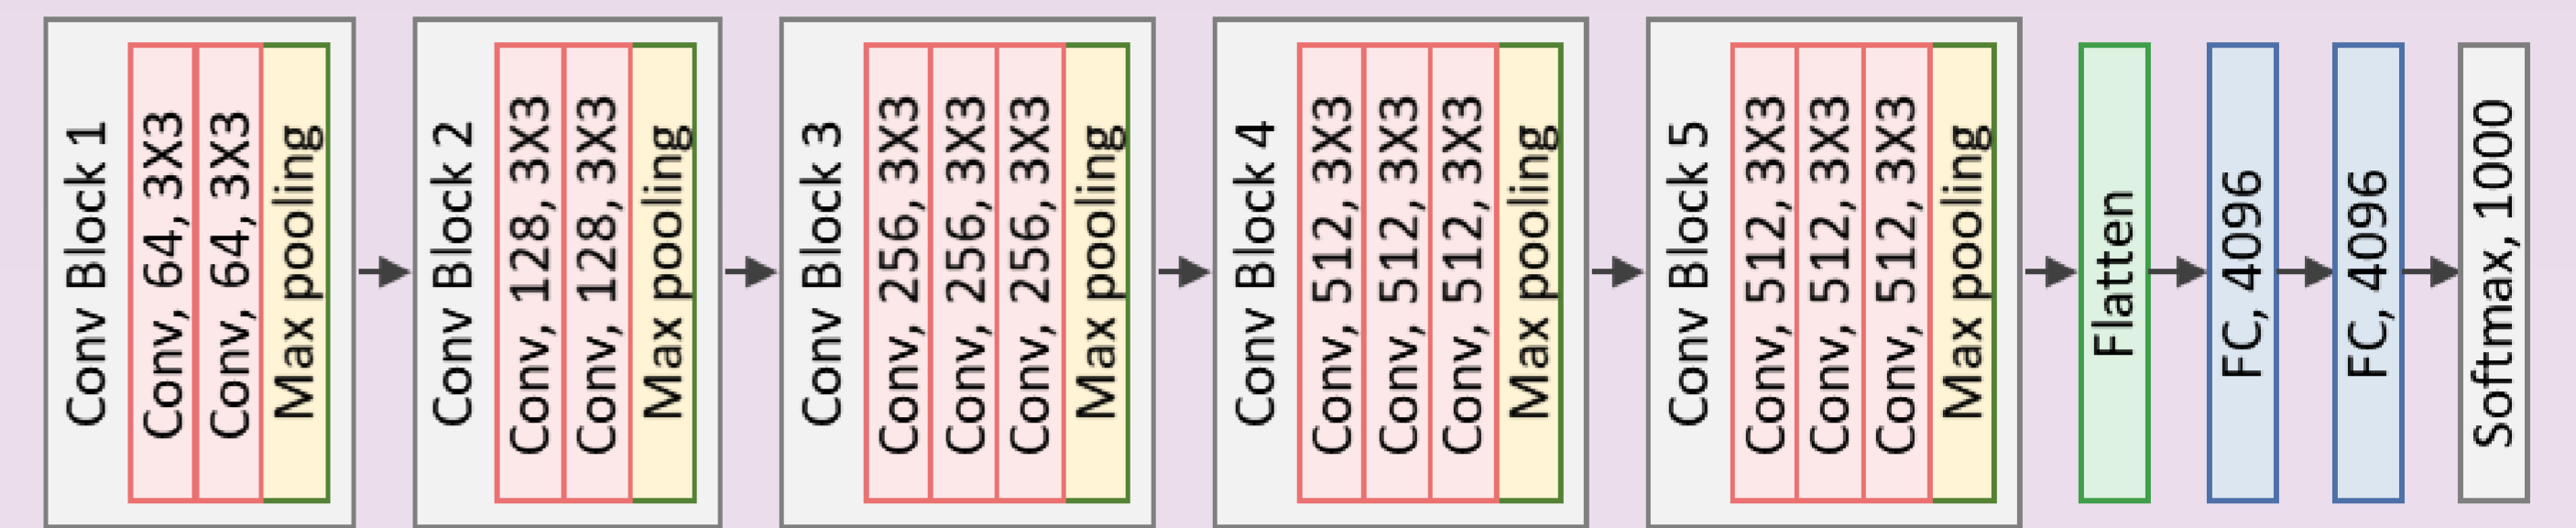 Conv Block 1
Conv, 64, 3X3
Conv, 64, 3X3
Max pooling
Conv Block 2
Conv, 128, 3X3
Conv, 128, 3X3
Max pooling
Conv Block 3
Conv, 256, 3X3
Conv, 256, 3X3
Conv, 256, 3X3
Max pooling
Conv Block 4
Conv, 512, 3X3
Conv, 512, 3X3
Conv, 512, 3X3
Max pooling
Conv Block 5
Conv, 512, 3X3
Conv, 512, 3X3
Conv, 512, 3X3
Max pooling
Flatten
FC, 4096
FC, 4096
Softmax, 1000